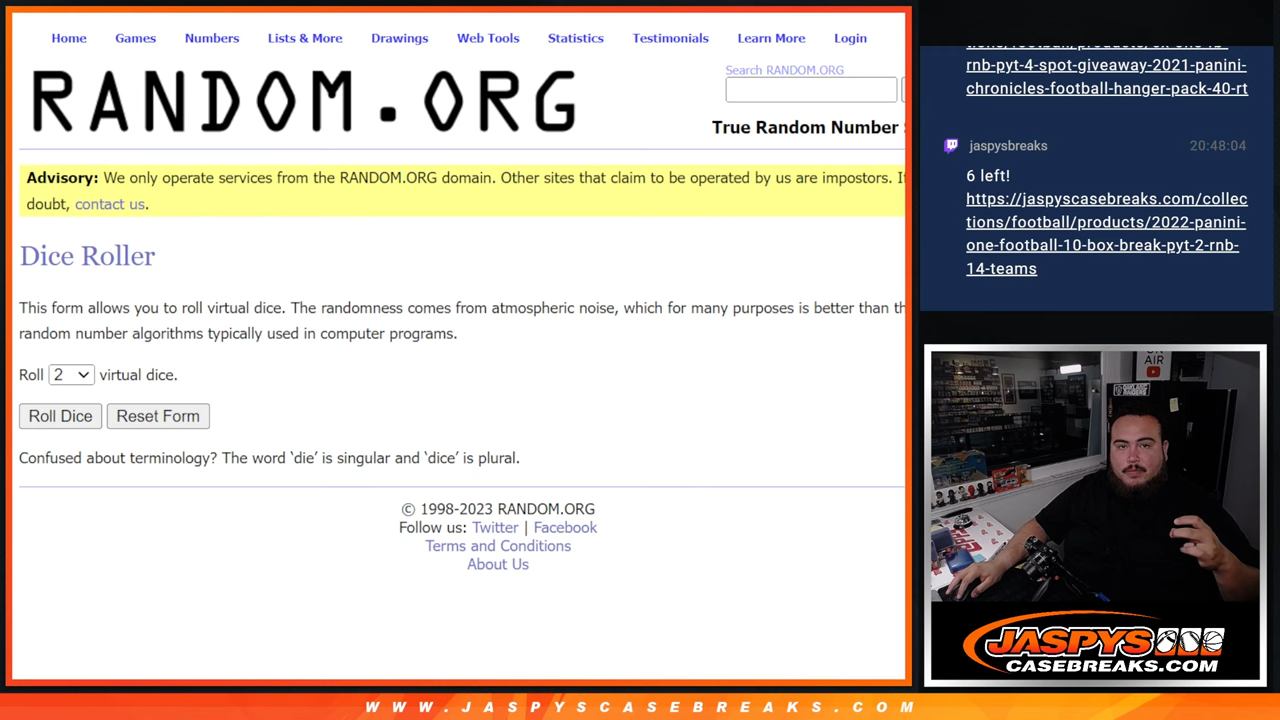 Home Games Numbers Lists & More Drawings Web Tools Statistics Testimonials Learn More Login
RANDOM.ORG
Search RANDOM.ORG
True Random Number
Advisory: We only operate services from the RANDOM.ORG domain. Other sites that claim to be operated by us are impostors.
doubt, contact us.
Dice Roller
This form allows you to roll virtual dice. The randomness comes from atmospheric noise, which for many purposes is better than
random number algorithms typically used in computer programs.
Roll 2 virtual dice.
Roll Dice Reset Form
Confused about terminology? The word ‘die’ is singular and ‘dice’ is plural.
© 1998-2023 RANDOM.ORG
Follow us: Twitter | Facebook
Terms and Conditions
About Us
rnb-pyt-4-spot-giveaway-2021-panini-
chronicles-football-hanger-pack-40-rt
jaspysbreaks 20:48:04
6 left!
https://jaspyscasebreaks.com/collec
tions/football/products/2022-panini-
one-football-10-box-break-pyt-2-rnb-
14-teams
ON
AIR
JASPYS
CASEBREAKS.COM
WWW.JASPYSCASEBREAKS.COM